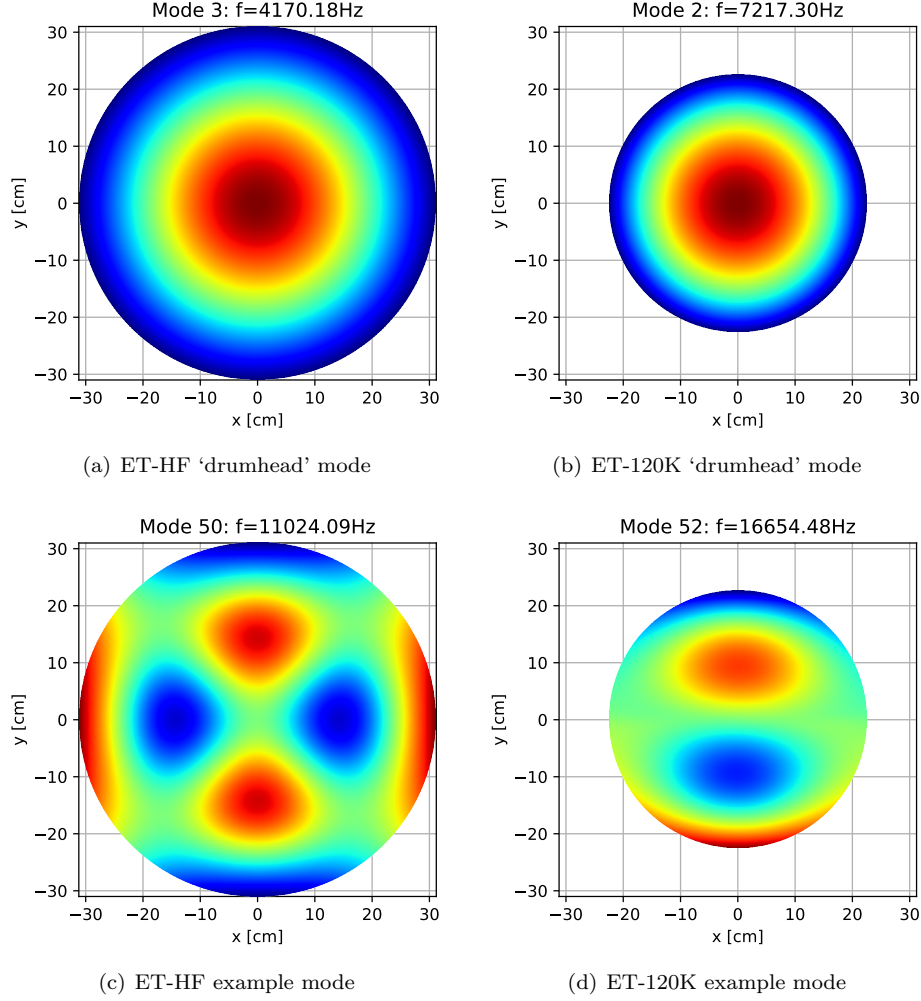 Mode 3: f=4170.18Hz
Mode 2: f=7217.30Hz
30
20
10
0
−10
−20
−30
y [cm]
−30 −20 −10 0 10 20 30
x [cm]
30
20
10
0
−10
−20
−30
y [cm]
−30 −20 −10 0 10 20 30
x [cm]
(a) ET-HF ‘drumhead’ mode
(b) ET-120K ‘drumhead’ mode
Mode 50: f=11024.09Hz
Mode 52: f=16654.48Hz
30
20
10
0
−10
−20
−30
y [cm]
−30 −20 −10 0 10 20 30
x [cm]
30
20
10
0
−10
−20
−30
y [cm]
−30 −20 −10 0 10 20 30
x [cm]
(c) ET-HF example mode
(d) ET-120K example mode